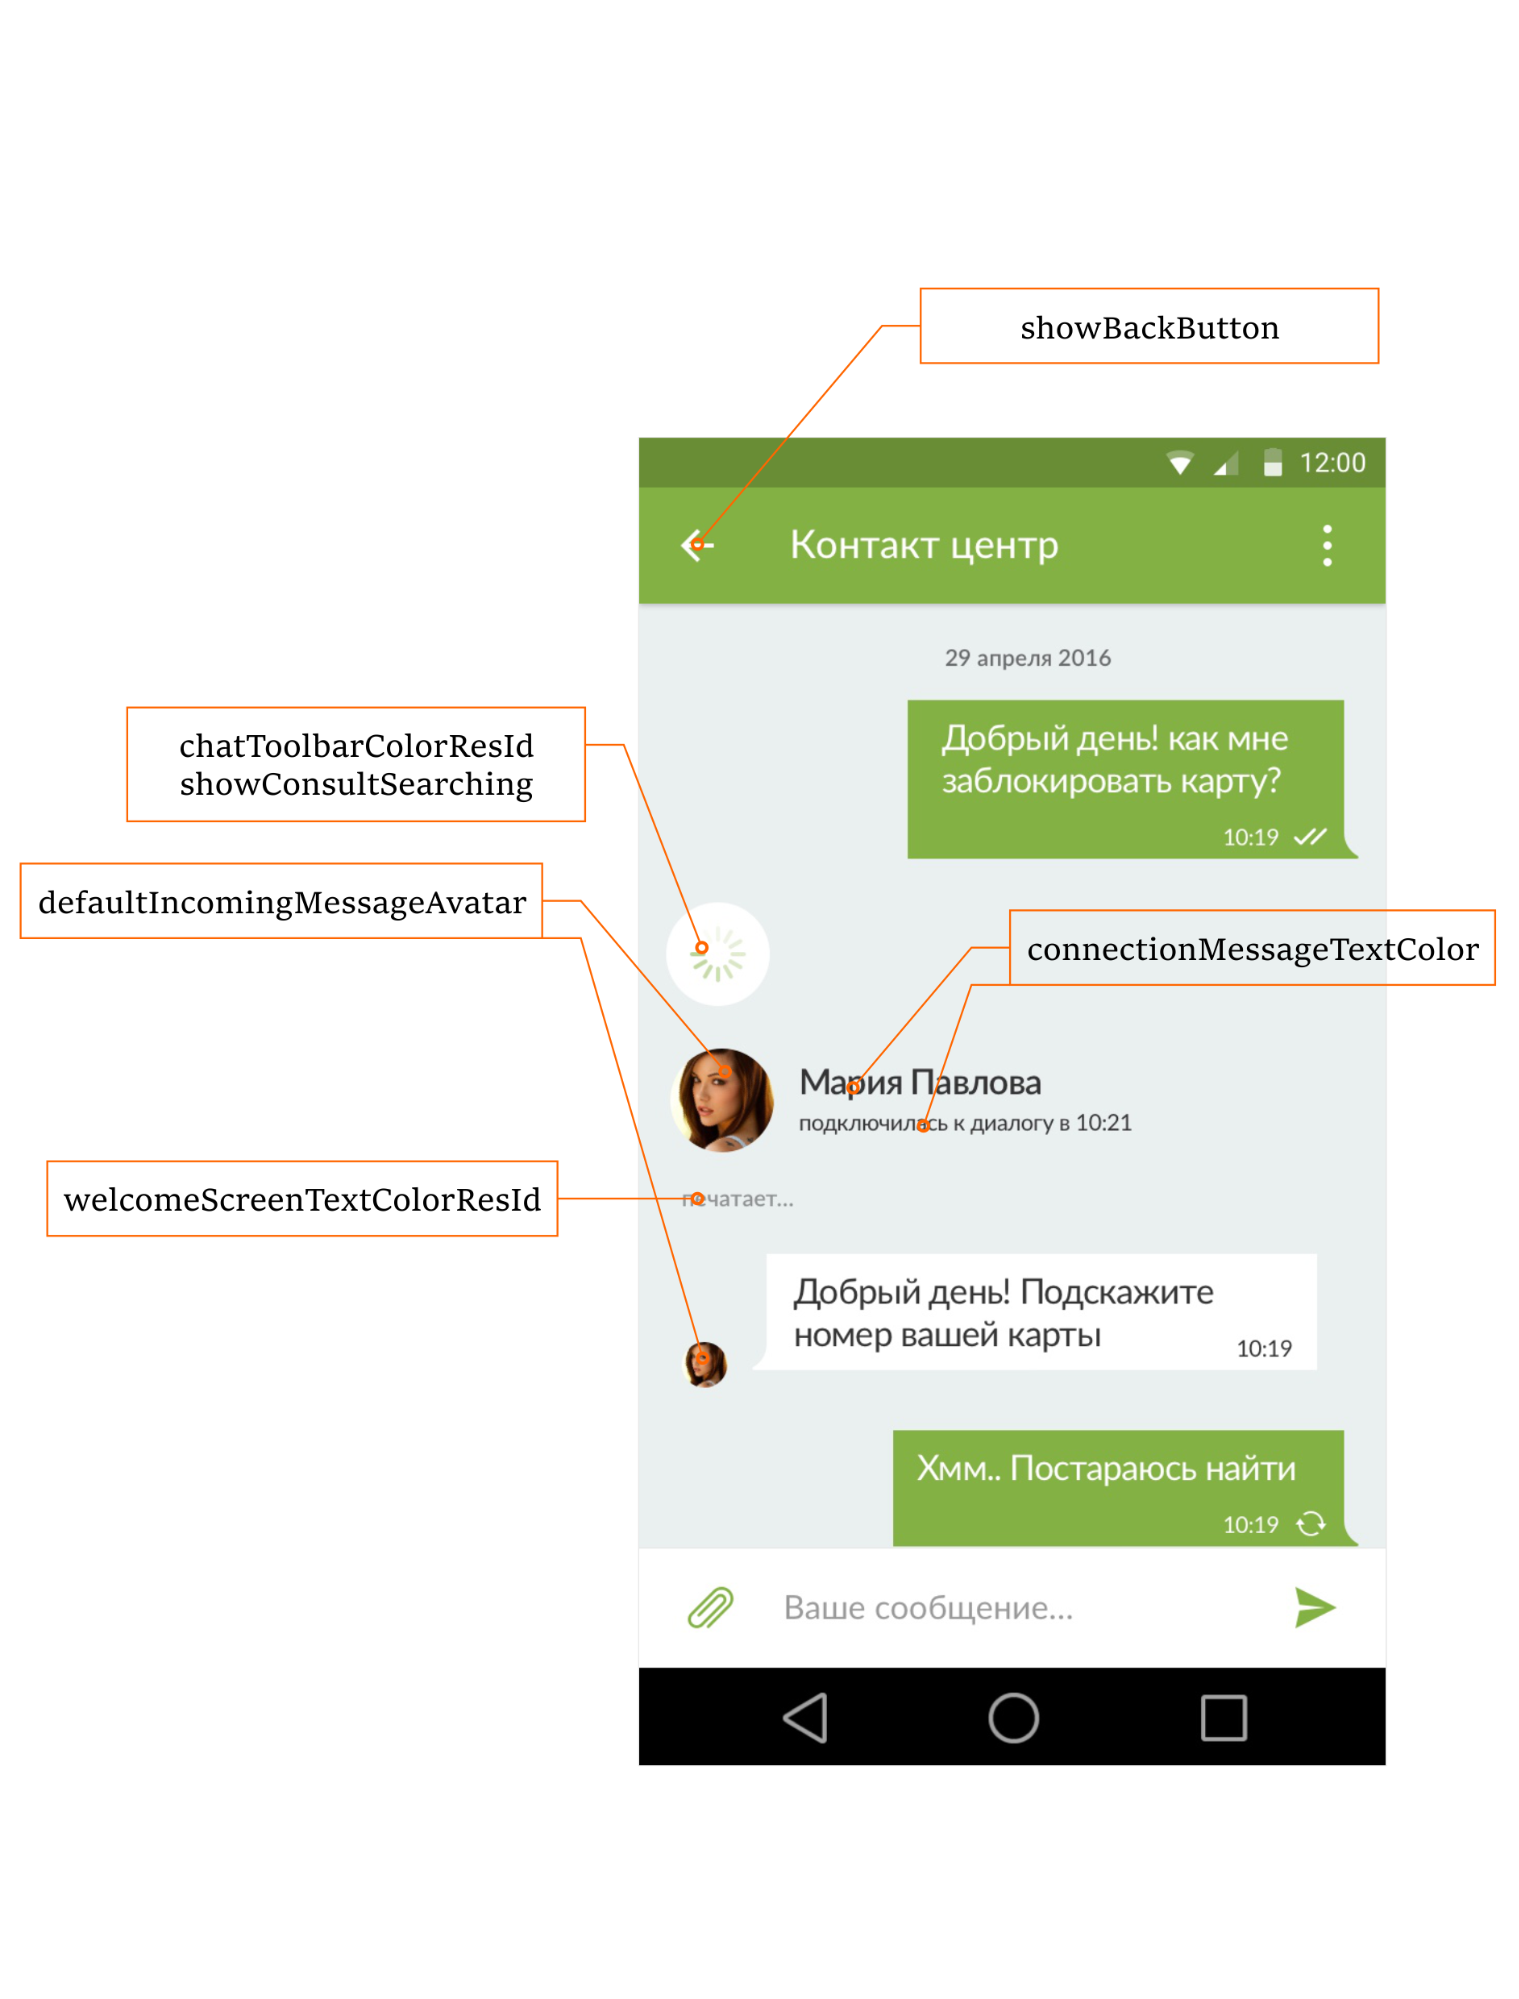 showBackButton
12:00
Контакт центр
29 апреля 2016
Добрый день! как мне
заблокировать карту?
10:19
chatToolbarColorResId
showConsultSearching
defaultIncomingMessageAvatar
connectionMessageTextColor
Мария Павлова
подключилась к диалогу в 10:21
welcomeScreenTextColorResId
печатает...
Добрый день! Подскажите
номер вашей карты
10:19
Хмм.. Постараюсь найти
10:19
Ваше сообщение...